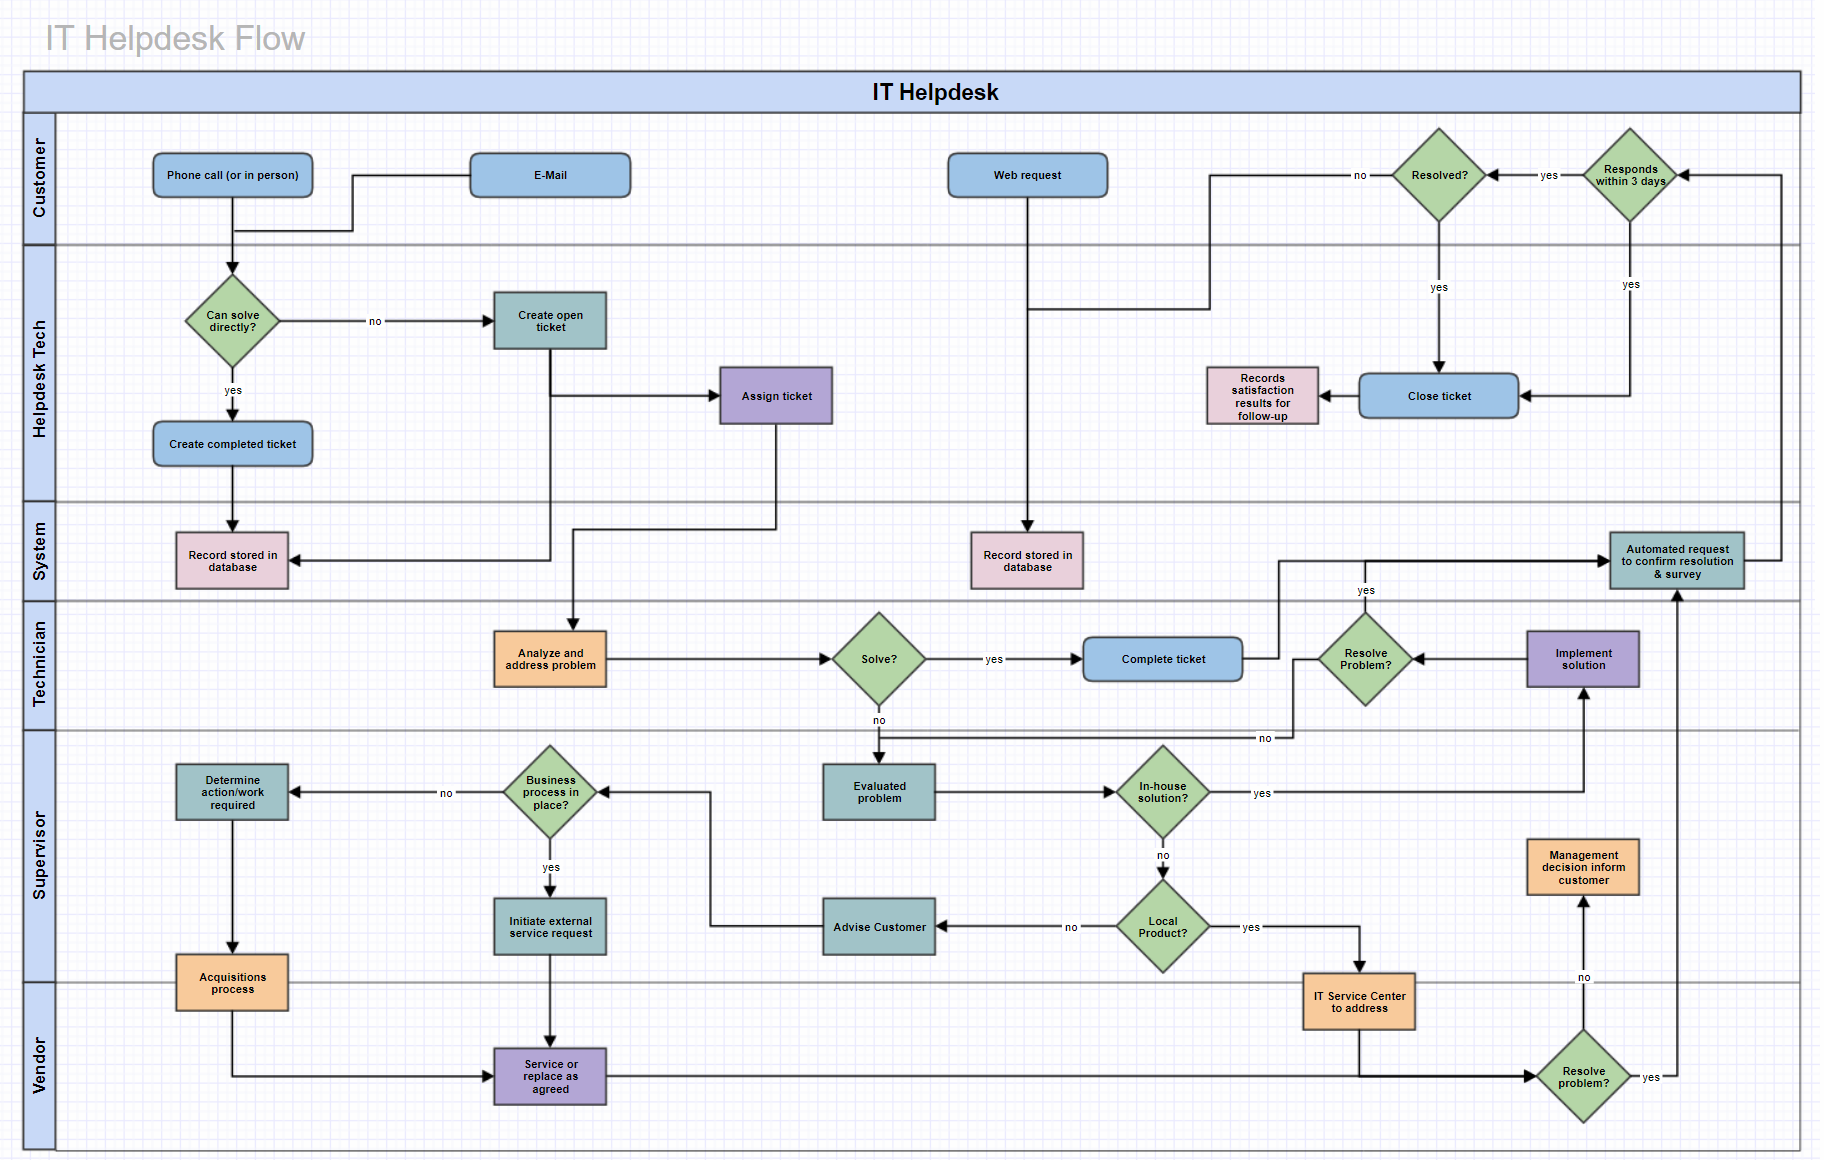 IT Helpdesk Flow
IT Helpdesk
Customer
Phone call (or in person)
E-Mail
Web request
no
Resolved?
yes
Responds
within 3 days
Helpdesk Tech
Can solve
directly?
no
Create open
ticket
yes
yes
yes
Assign ticket
Records
satisfaction
results for
follow-up
Close ticket
Create completed ticket
System
Record stored in
database
Record stored in
database
Automated request
to confirm resolution
& survey
yes
Technician
Analyze and
address problem
Solve?
yes
Complete ticket
Resolve
Problem?
Implement
solution
no
no
Supervisor
Determine
action/work
required
no
Business
process in
place?
Evaluated
problem
In-house
solution?
yes
yes
no
Management
decision inform
customer
Initiate external
service request
Advise Customer
no
Local
Product?
yes
Acquisitions
process
no
IT Service Center
to address
Vendor
Service or
replace as
agreed
Resolve
problem?
yes